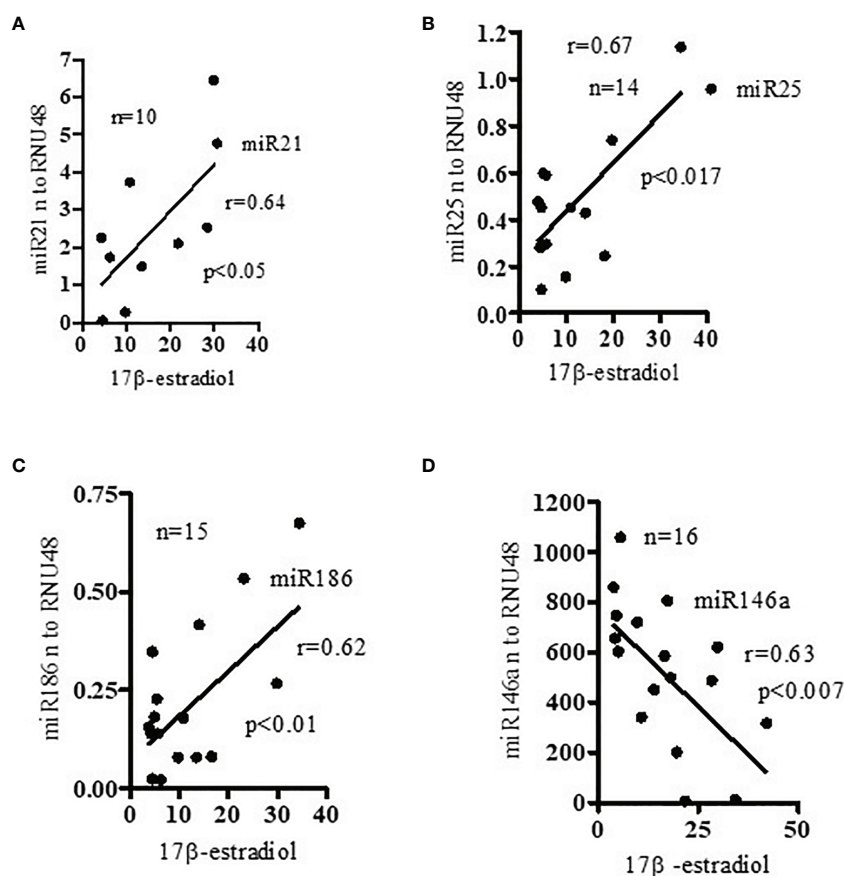 A
miR21 n to RNU48
7
6
5
4
3
2
1
0
n=10
miR21
r=0.64
p<0.05
0 10 20 30 40
17β-estradiol
B
miR25 n to RNU48
1.2
1.0
0.8
0.6
0.4
0.2
0.0
r=0.67
n=14
miR25
p<0.017
0 10 20 30 40
17β-estradiol
C
miR186 n to RNU48
0.75
0.50
0.25
0.00
n=15
miR186
r=0.62
p<0.01
0 10 20 30 40
17β-estradiol
D
miR146a n to RNU48
1200
1000
800
600
400
200
0
n=16
miR146a
r=0.63
p<0.007
0 25 50
17β -estradiol